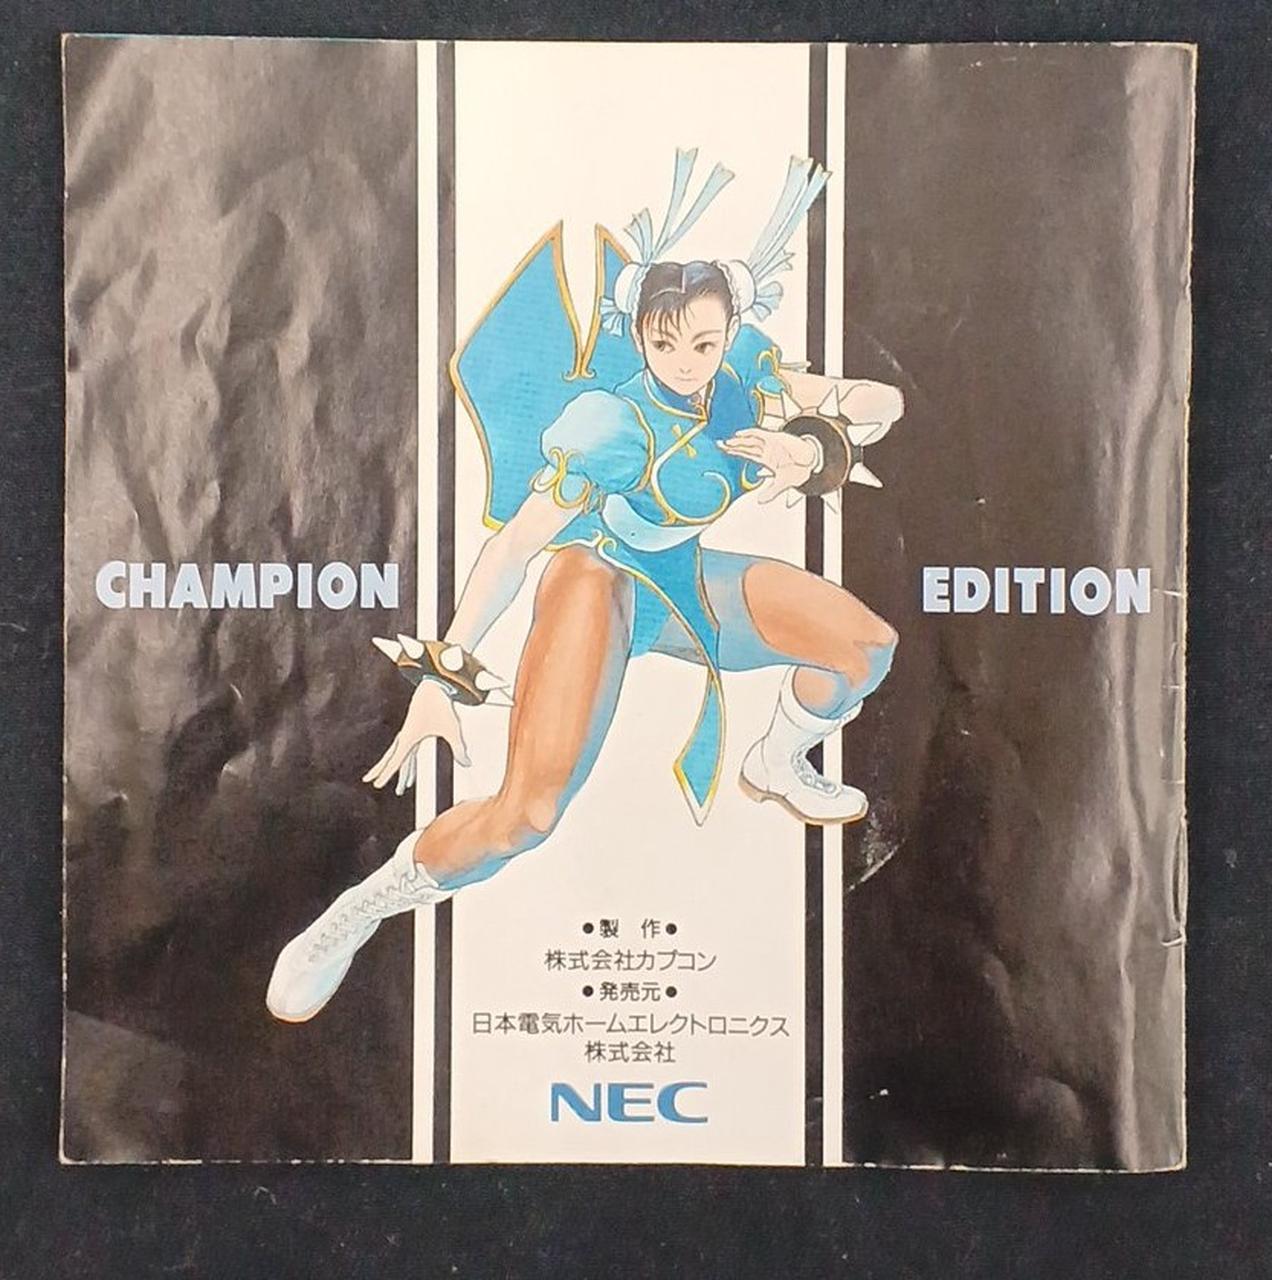 CHAMPION EDITION
●製 作●
株式会社カプコン
●発売元●
日本電気ホームエレクトロニクス
株式会社
NEC